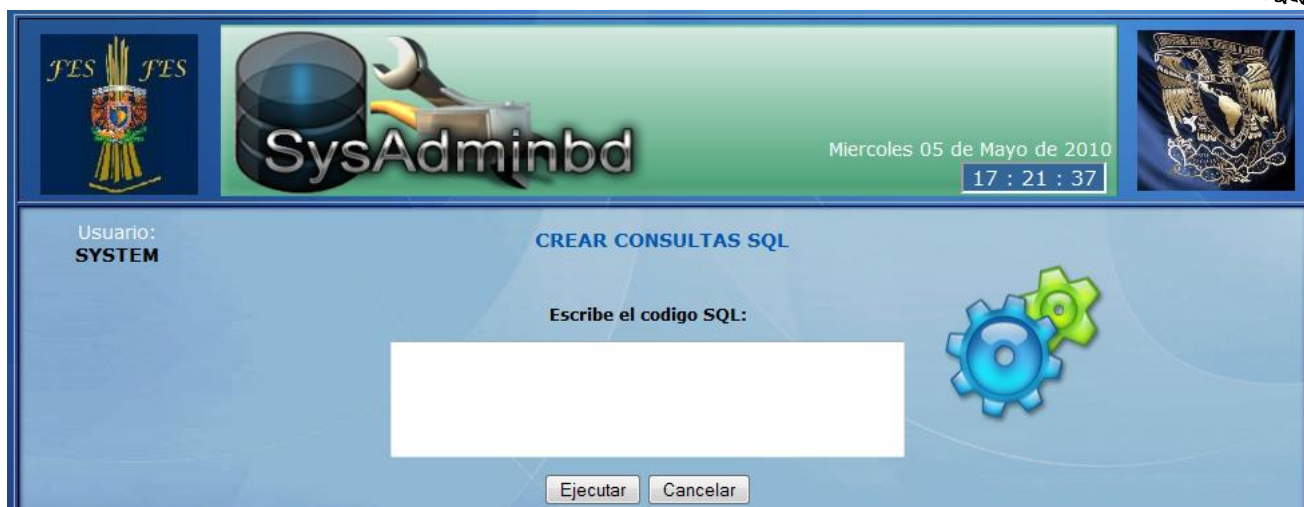 FES FES
SysAdminbd
Miercoles 05 de Mayo de 2010
17 : 21 : 37
Usuario:
SYSTEM
CREAR CONSULTAS SQL
Escribe el codigo SQL:
Ejecutar Cancelar